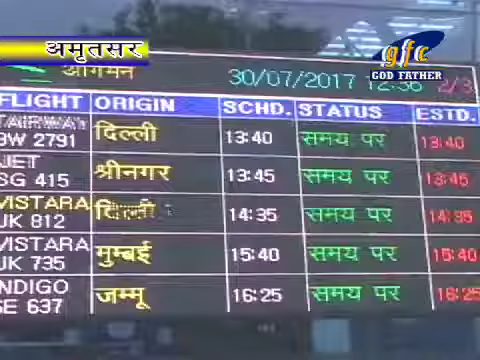 अमृतसर
gfc
GOD FATHER
आगमन 30/07/2017 12:36 2/3
FLIGHT ORIGIN SCHD. STATUS ESTD.
9W 2791 दिल्ली 13:40 समय पर 13:40
JET
SG 415 श्रीनगर 13:45 समय पर 13:45
VISTARA
UK 812 दिल्ली 14:35 समय पर 14:35
VISTARA
UK 735 मुम्बई 15:40 समय पर 15:40
INDIGO
6E 637 जम्मू 16:25 समय पर 16:25